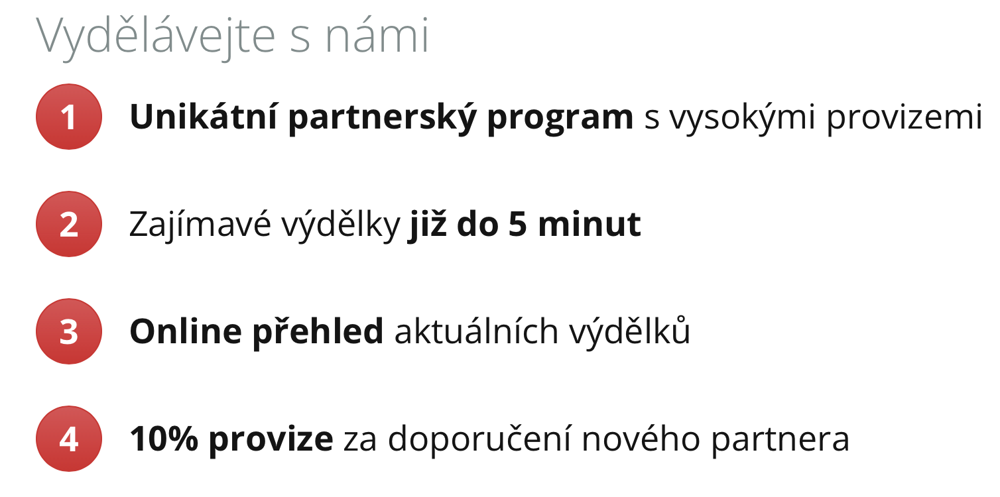 Vydělávejte s námi
1 Unikátní partnerský program s vysokými provizemi
2 Zajímavé výdělky již do 5 minut
3 Online přehled aktuálních výdělků
4 10% provize za doporučení nového partnera